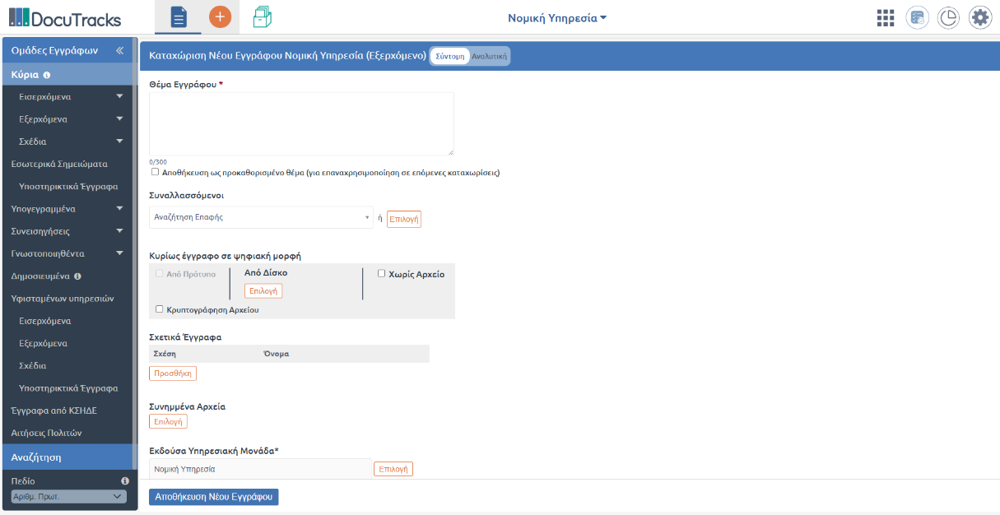 DocuTracks
Νομική Υπηρεσία
Ομάδες Εγγράφων
Κύρια
Εισερχόμενα
Εξερχόμενα
Σχέδια
Εσωτερικά Σημειώματα
Υποστηρικτικά Έγγραφα
Υπογεγραμμένα
Συνεισηγήσεις
Γνωστοποιηθέντα
Δημοσιευμένα
Υφισταμένων υπηρεσιών
Εισερχόμενα
Εξερχόμενα
Σχέδια
Υποστηρικτικά Έγγραφα
Έγγραφα από ΚΣΗΔΕ
Αιτήσεις Πολιτών
Αναζήτηση
Πεδίο
Αριθμ. Πρωτ.
Καταχώριση Νέου Εγγράφου Νομική Υπηρεσία (Εξερχόμενο) Σύντομη Αναλυτική
Θέμα Εγγράφου *
0/300
Αποθήκευση ως προκαθορισμένο θέμα (για επαναχρησιμοποίηση σε επόμενες καταχωρίσεις)
Συναλλασσόμενοι
Αναζήτηση Επαφής ή Επιλογή
Κυρίως έγγραφο σε ψηφιακή μορφή
Από Πρότυπο Από Δίσκο Χωρίς Αρχείο
Επιλογή
Κρυπτογράφηση Αρχείου
Σχετικά Έγγραφα
Σχέση Όνομα
Προσθήκη
Συνημμένα Αρχεία
Επιλογή
Εκδούσα Υπηρεσιακή Μονάδα*
Νομική Υπηρεσία Επιλογή
Αποθήκευση Νέου Εγγράφου